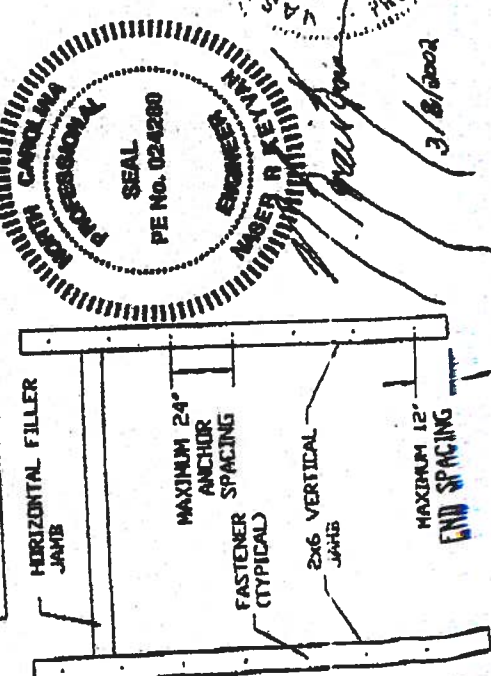 HORIZONTAL FILLER
JAMB
MAXIMUM 24"
ANCHOR
SPACING
FASTENER
(TYPICAL)
2x6 VERTICAL
JAMB
MAXIMUM 12"
END SPACING
NORTH CAROLINA
PROFESSIONAL
SEAL
PE No. 024280
ENGINEER
NASER R KEYVAN
3/8/2002